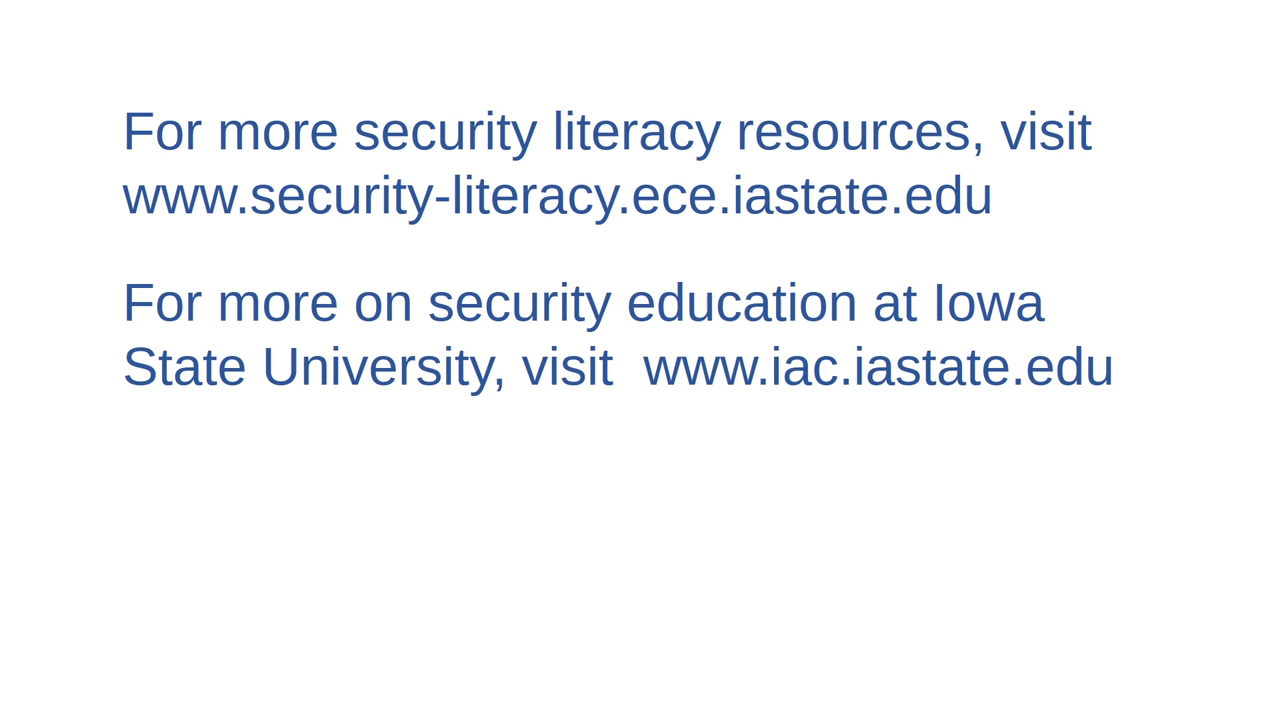 For more security literacy resources, visit
www.security-literacy.ece.iastate.edu
For more on security education at Iowa
State University, visit  www.iac.iastate.edu